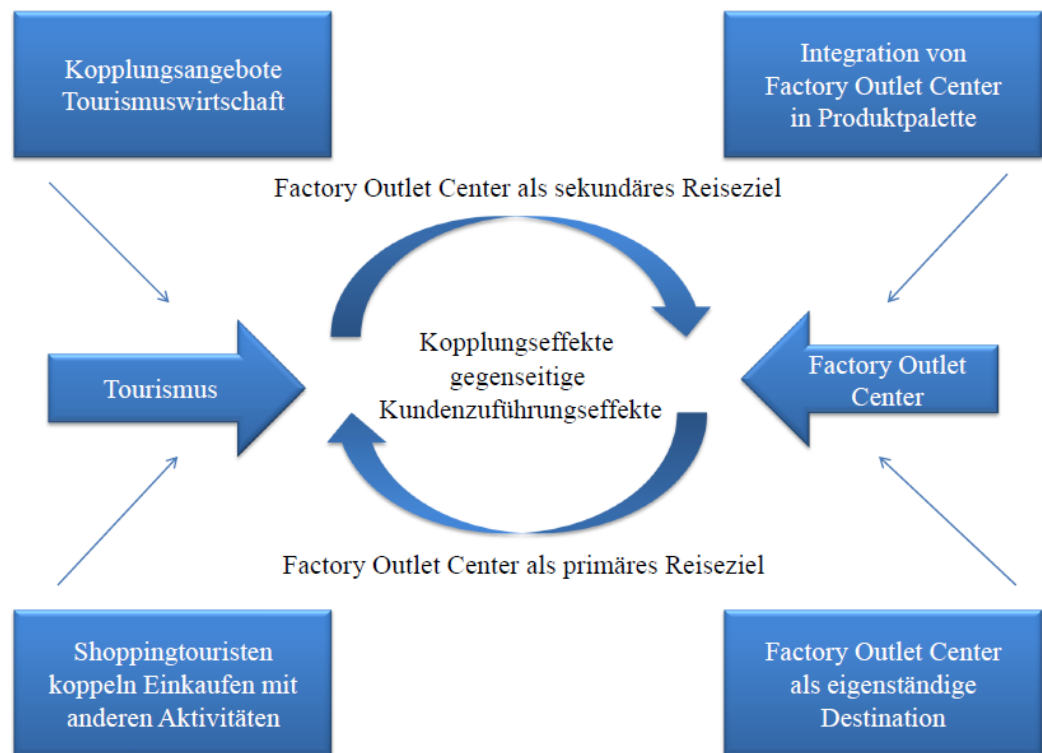 Kopplungsangebote
Tourismuswirtschaft
Integration von
Factory Outlet Center
in Produktpalette
Factory Outlet Center als sekundäres Reiseziel
Tourismus
Kopplungseffekte
gegenseitige
Kundenzuführungseffekte
Factory Outlet
Center
Factory Outlet Center als primäres Reiseziel
Shoppingtouristen
koppeln Einkaufen mit
anderen Aktivitäten
Factory Outlet Center
als eigenständige
Destination